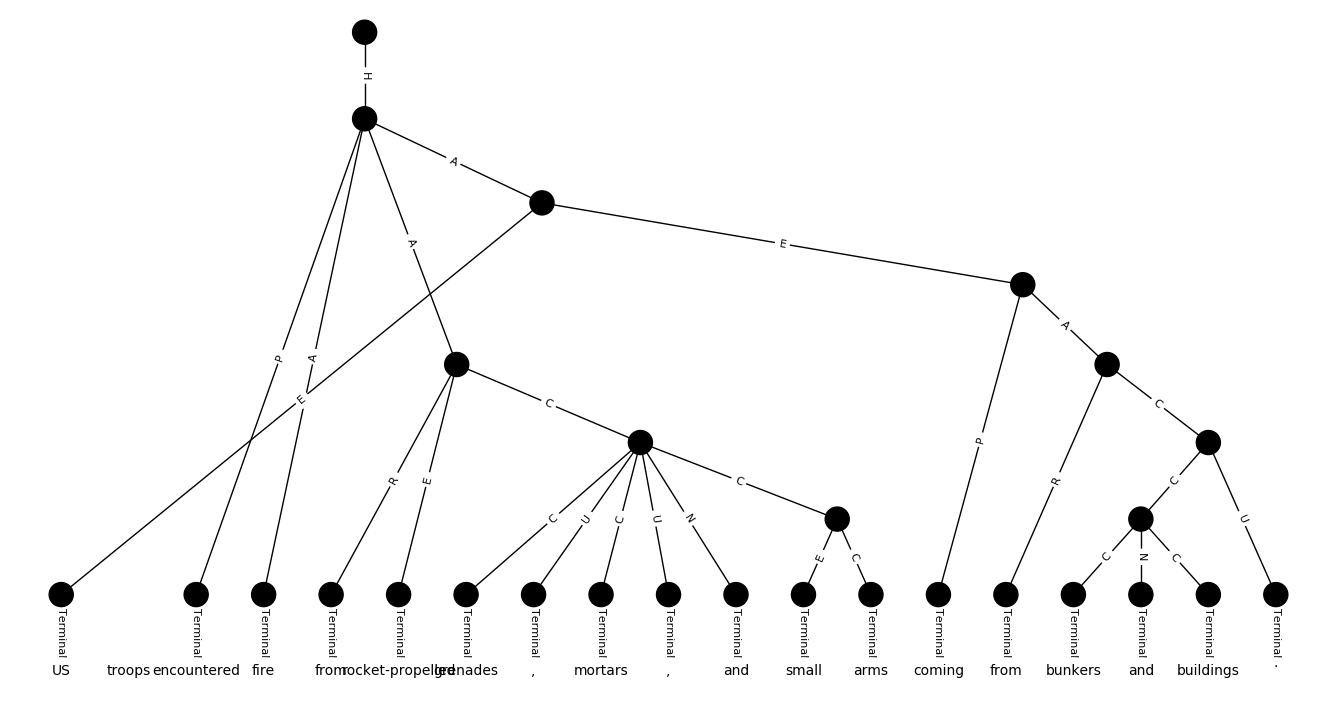 H
A
A
E
A
P
A
E
C
C
R
P
R
E
C
C
U
C
U
N
C
U
E
C
C
N
C
Terminal Terminal Terminal Terminal Terminal Terminal Terminal Terminal Terminal Terminal Terminal Terminal Terminal Terminal Terminal Terminal Terminal Terminal
US troops encountered fire from rocket-propelled grenades , mortars , and small arms coming from bunkers and buildings .